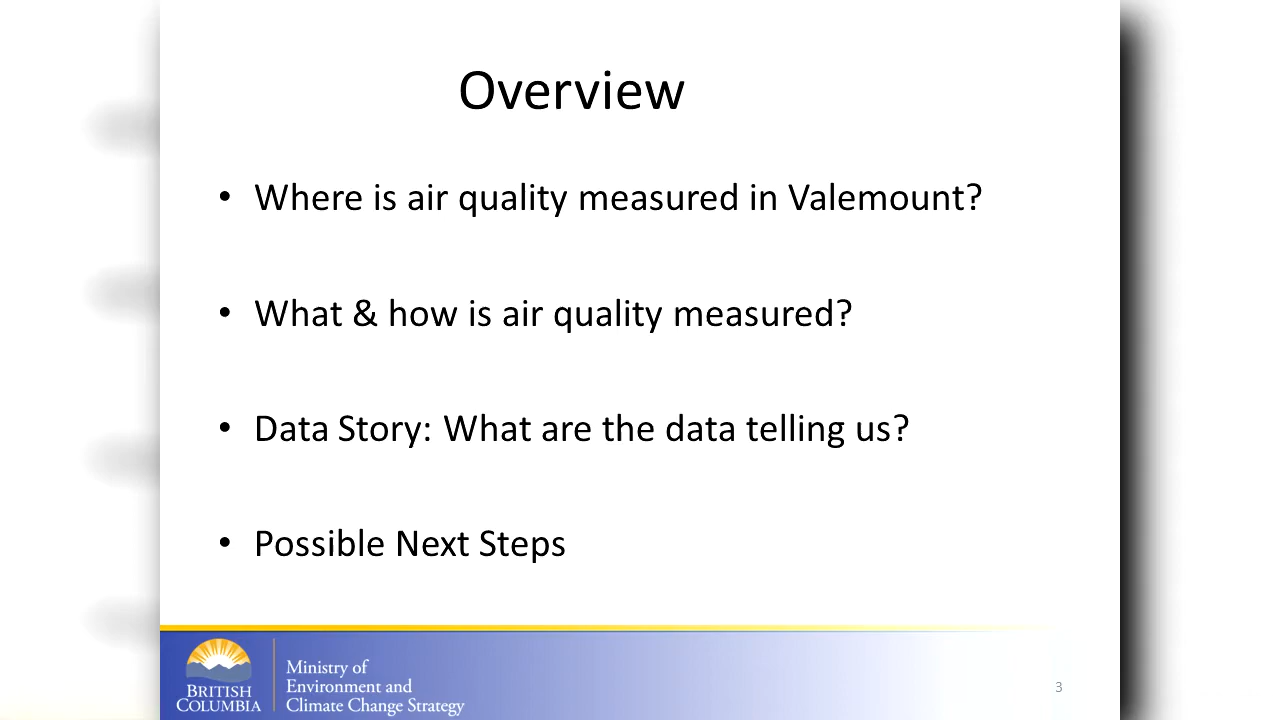 Overview
• Where is air quality measured in Valemount?
• What & how is air quality measured?
• Data Story: What are the data telling us?
• Possible Next Steps
BRITISH
COLUMBIA
Ministry of
Environment and
Climate Change Strategy
3